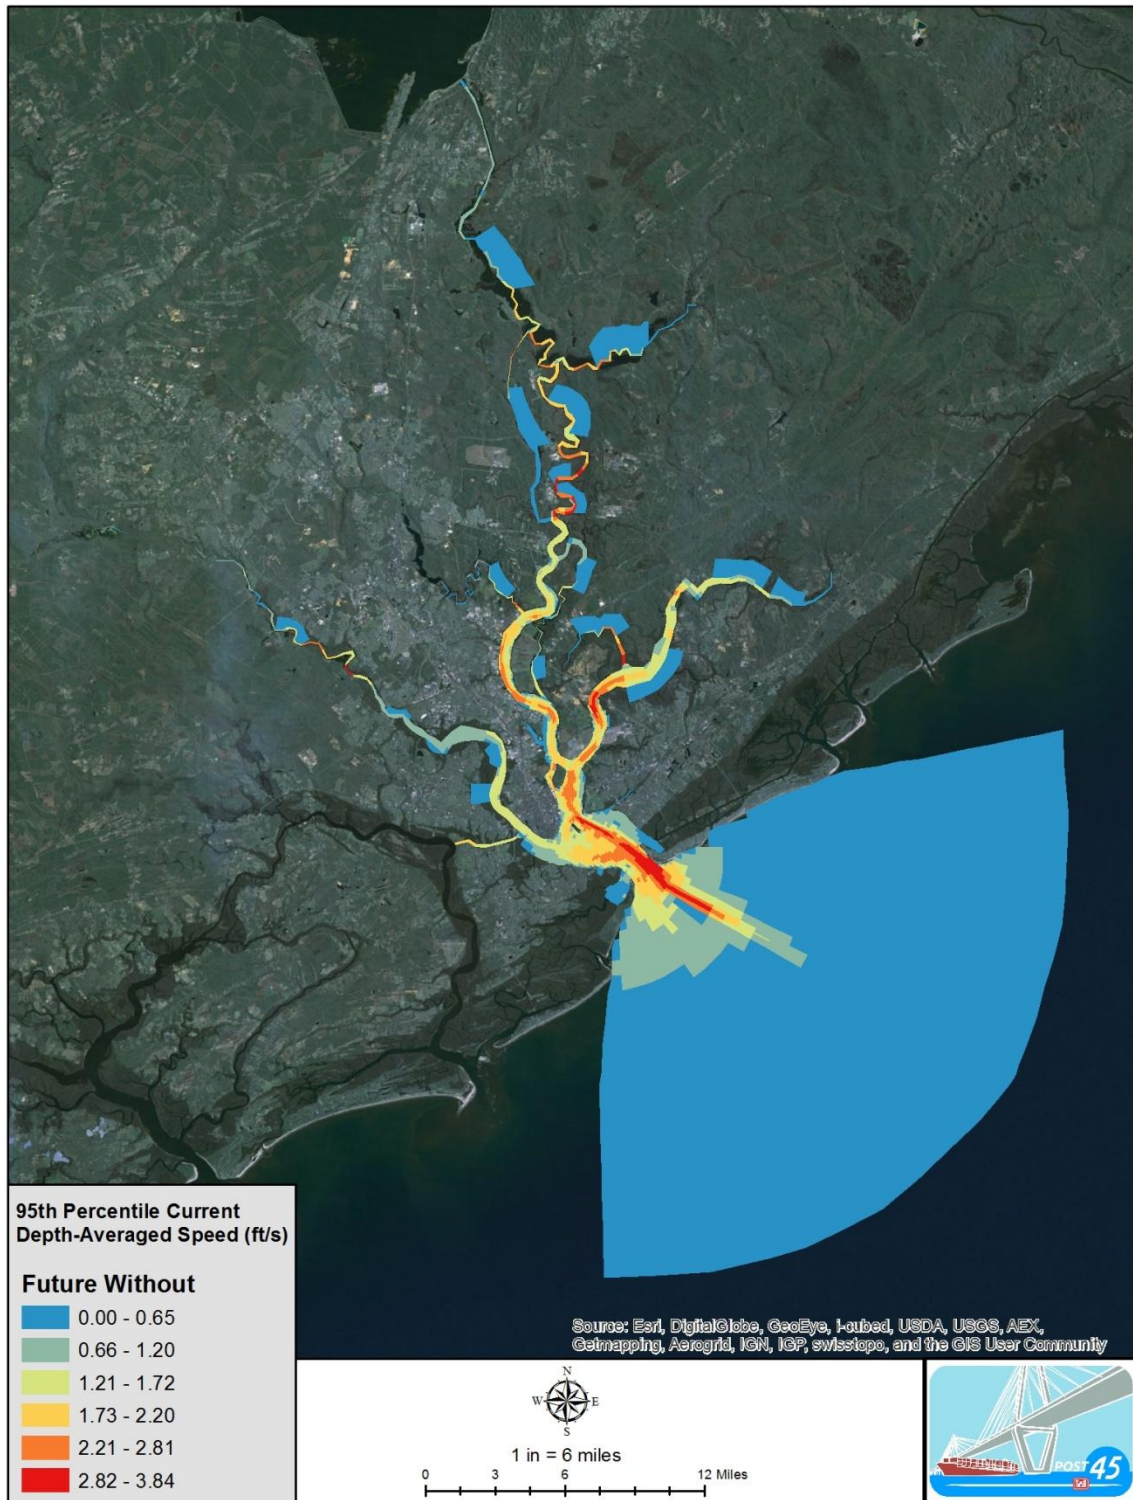 95th Percentile Current
Depth-Averaged Speed (ft/s)
Future Without
0.00 - 0.65
0.66 - 1.20
1.21 - 1.72
1.73 - 2.20
2.21 - 2.81
2.82 - 3.84
Source: Esri, DigitalGlobe, GeoEye, i-cubed, USDA, USGS, AEX,
Getmapping, Aerogrid, IGN, IGP, swisstopo, and the GIS User Community
N
W E
S
1 in = 6 miles
0 3 6 12 Miles
POST 45